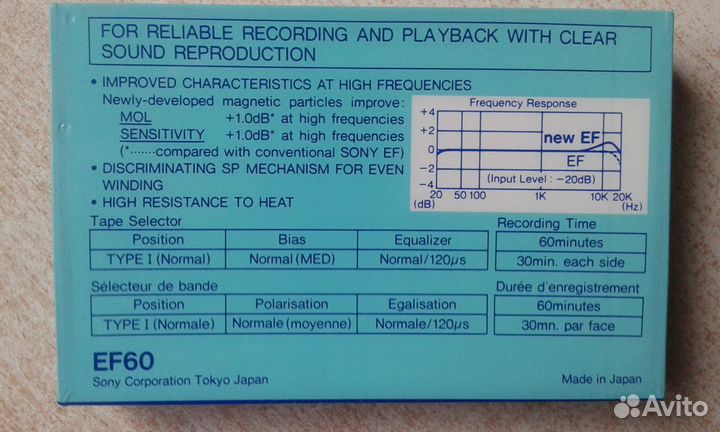 FOR RELIABLE RECORDING AND PLAYBACK WITH CLEAR
SOUND REPRODUCTION
• IMPROVED CHARACTERISTICS AT HIGH FREQUENCIES
Newly-developed magnetic particles improve:
MOL +1.0dB* at high frequencies
SENSITIVITY +1.0dB* at high frequencies
(*·······compared with conventional SONY EF)
• DISCRIMINATING SP MECHANISM FOR EVEN
WINDING
• HIGH RESISTANCE TO HEAT
Frequency Response
+4
+2
0
−2
−4
new EF
EF
(Input Level : −20dB)
20 50 100 1K 10K 20K
(dB) (Hz)
Tape Selector
Position Bias Equalizer
TYPE I (Normal) Normal (MED) Normal/120μs
Recording Time
60minutes
30min. each side
Sélecteur de bande
Position Polarisation Egalisation
TYPE I (Normale) Normale (moyenne) Normale/120μs
Durée d'enregistrement
60minutes
30mn. par face
EF60
Sony Corporation Tokyo Japan
Made in Japan
Avito